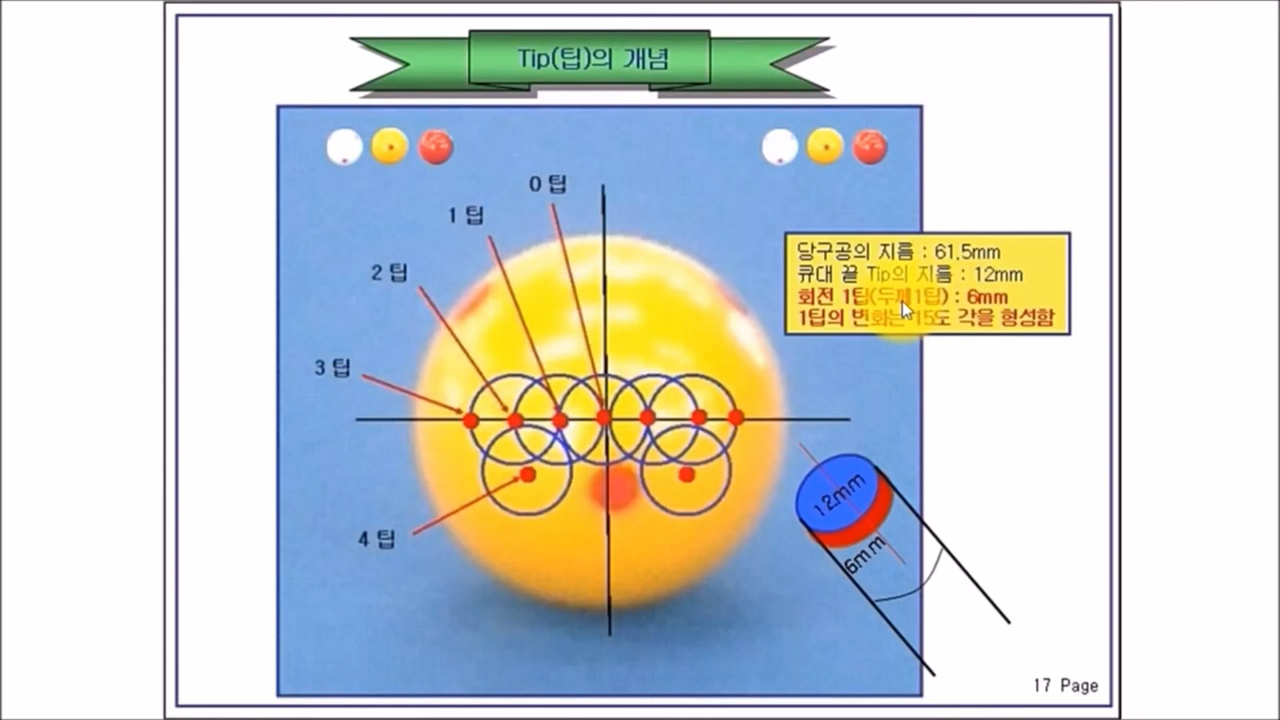 Tip(팁)의 개념
0 팁
1 팁
2 팁
3 팁
4 팁
당구공의 지름 : 61.5mm
큐대 끝 Tip의 지름 : 12mm
회전 1팁(두께1팁) : 6mm
1팁의 변화는 15도 각을 형성함
12mm
6mm
17 Page